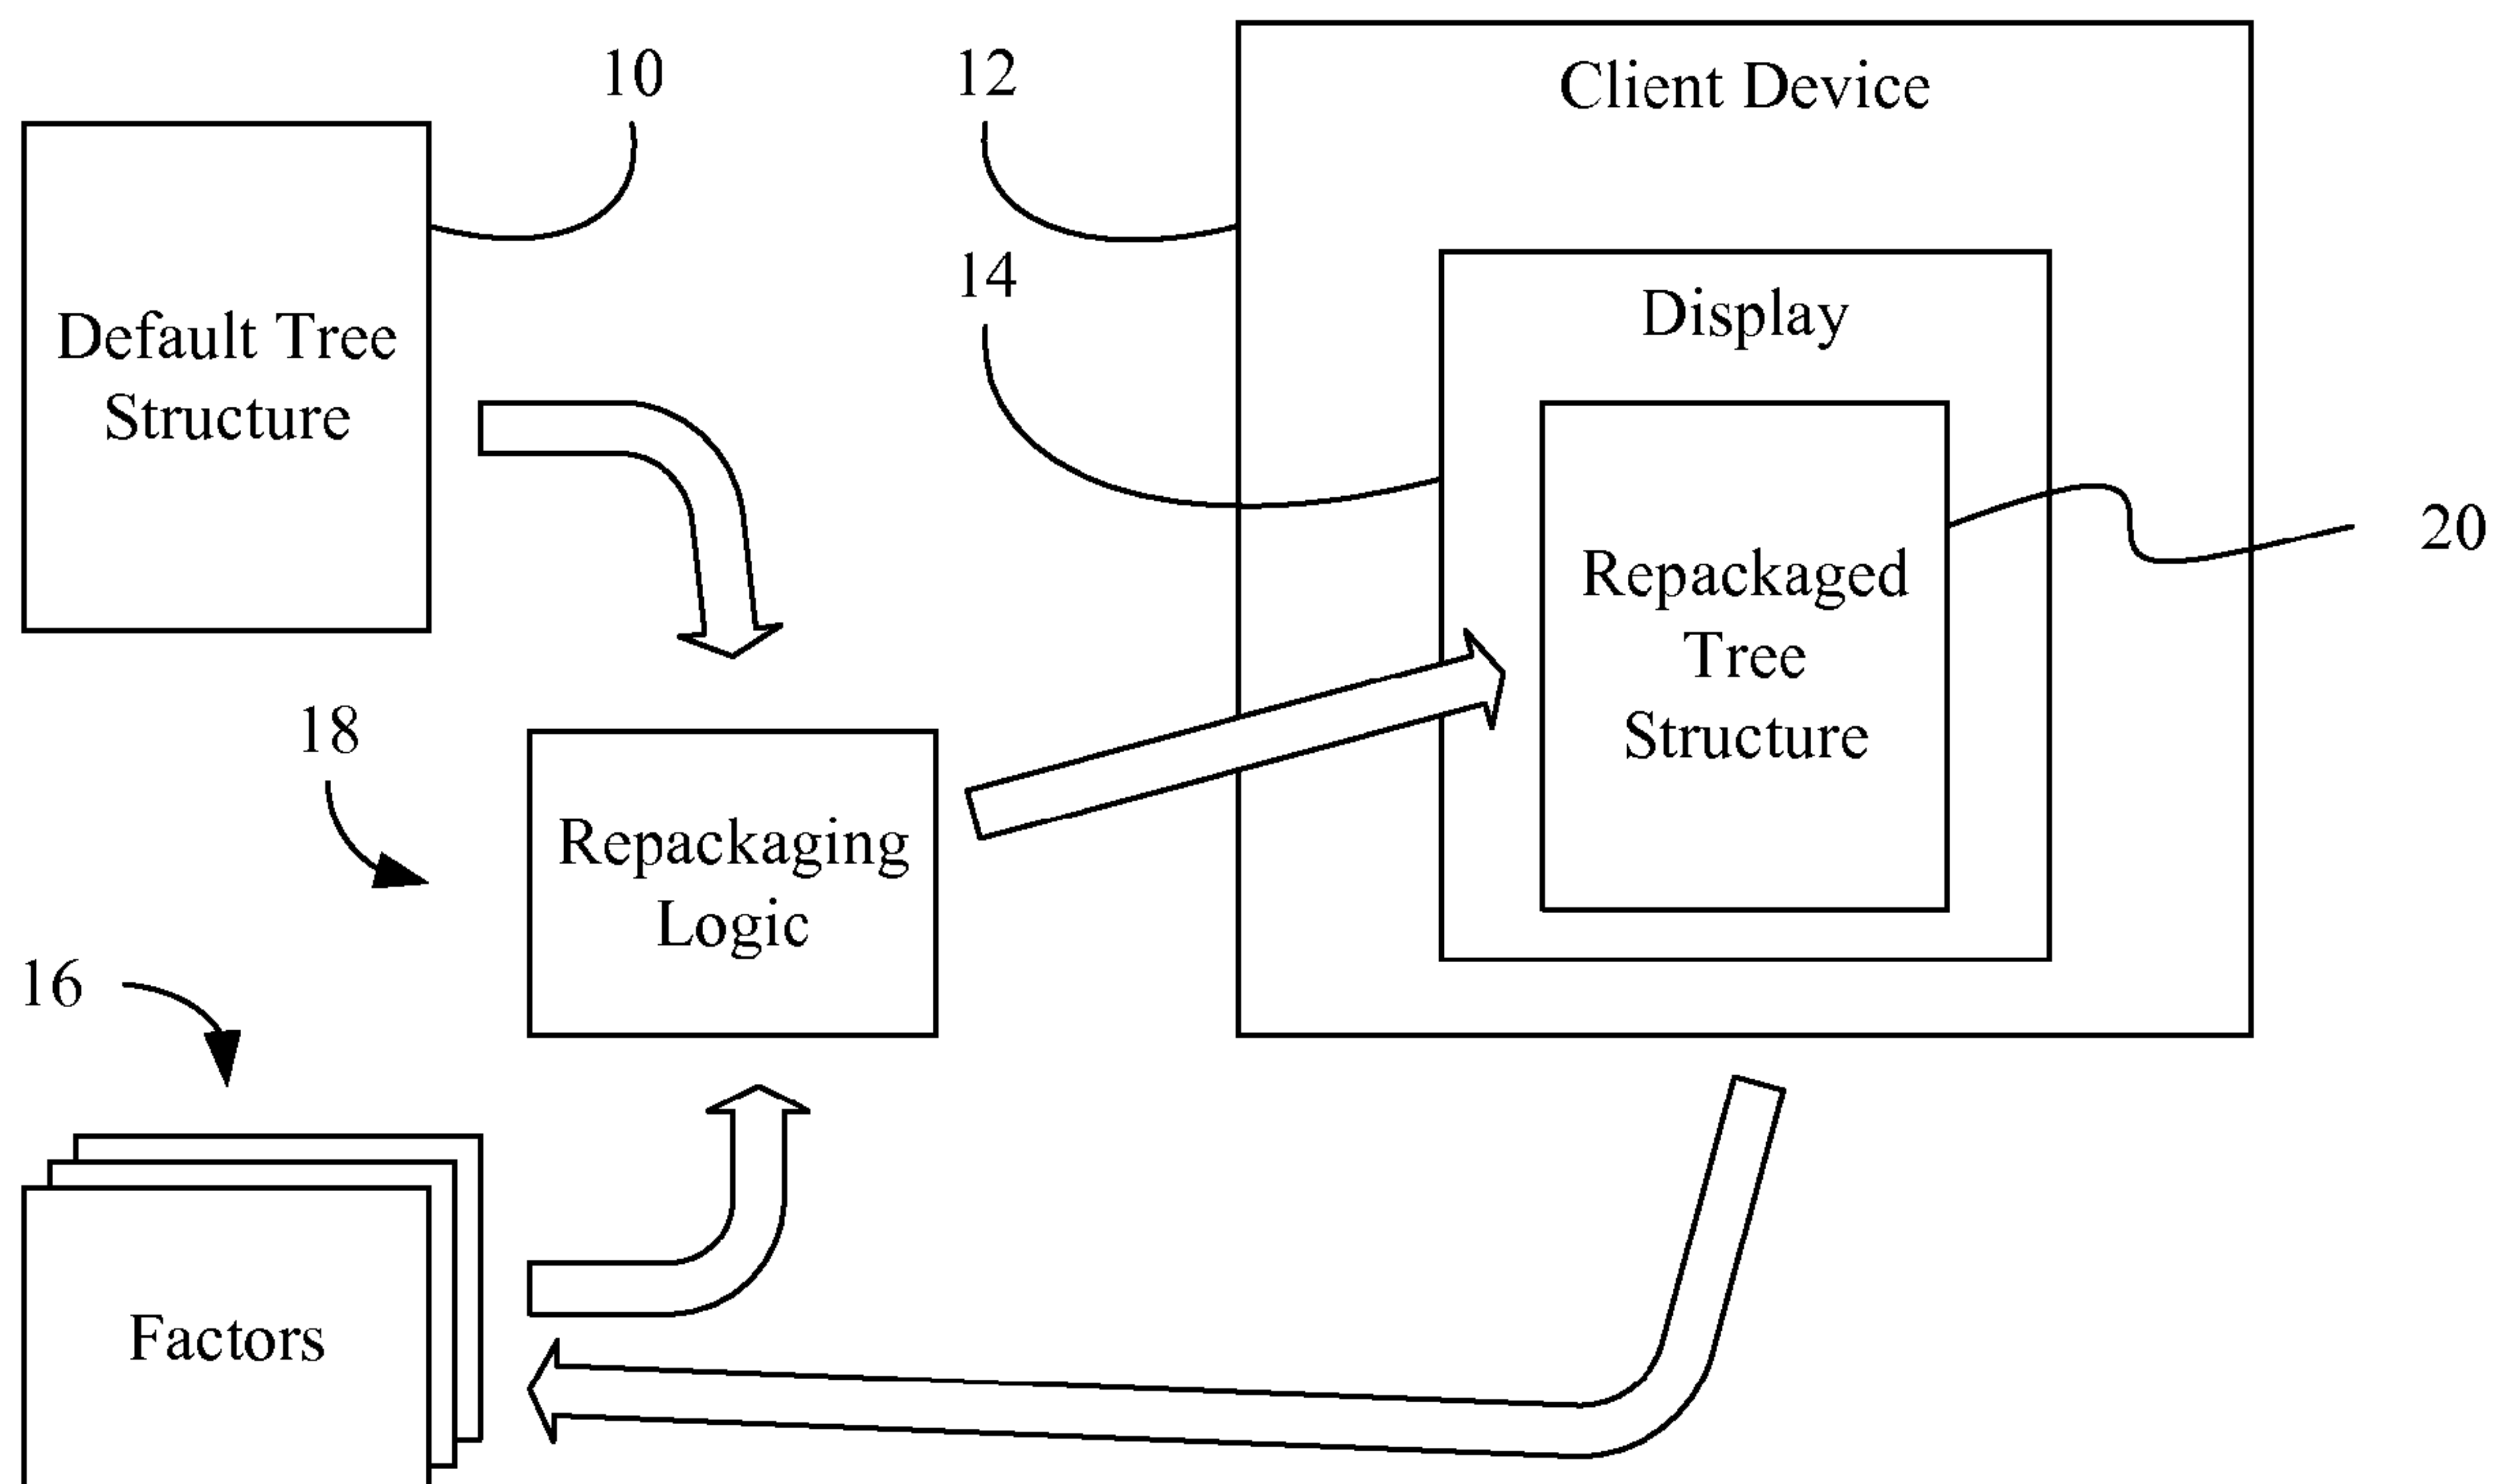 10
12
Client Device
14
Display
Default Tree
Structure
20
Repackaged
Tree
Structure
18
Repackaging
Logic
16
Factors